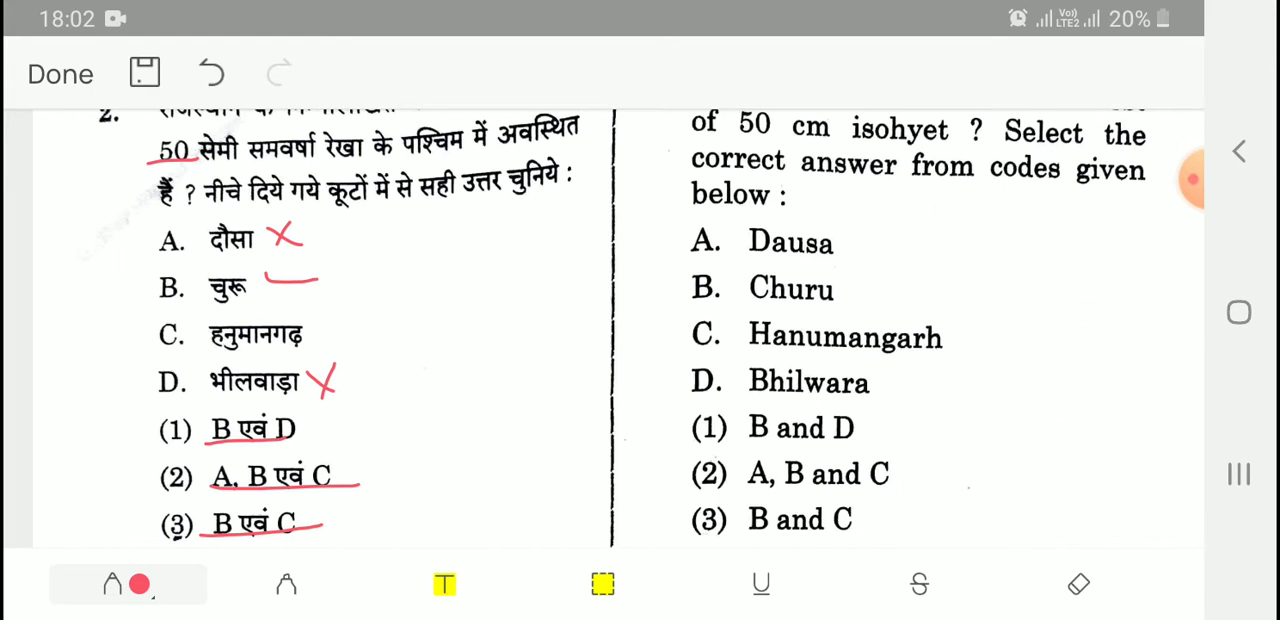 18:02
Vo)) LTE2 20%
Done
2.
50 सेमी समवर्षा रेखा के पश्चिम में अवस्थित
हैं ? नीचे दिये गये कूटों में से सही उत्तर चुनिये :
A. दौसा
B. चुरू
C. हनुमानगढ़
D. भीलवाड़ा
(1) B एवं D
(2) A, B एवं C
(3) B एवं C
of 50 cm isohyet ? Select the
correct answer from codes given
below :
A. Dausa
B. Churu
C. Hanumangarh
D. Bhilwara
(1) B and D
(2) A, B and C
(3) B and C
T
U
S